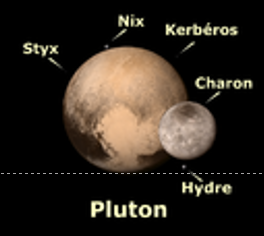 Nix
Kerbéros
Styx
Charon
Hydre
Pluton